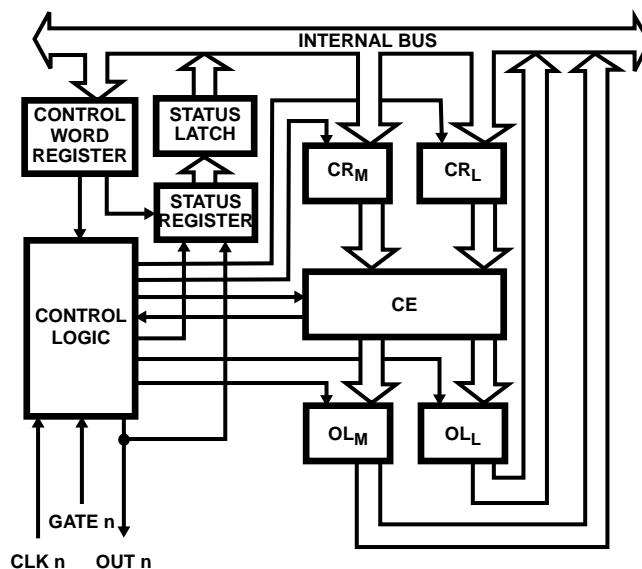 INTERNAL BUS
CONTROL
WORD
REGISTER
STATUS
LATCH
STATUS
REGISTER
CONTROL
LOGIC
CRM
CRL
CE
OLM
OLL
GATE n
CLK n
OUT n